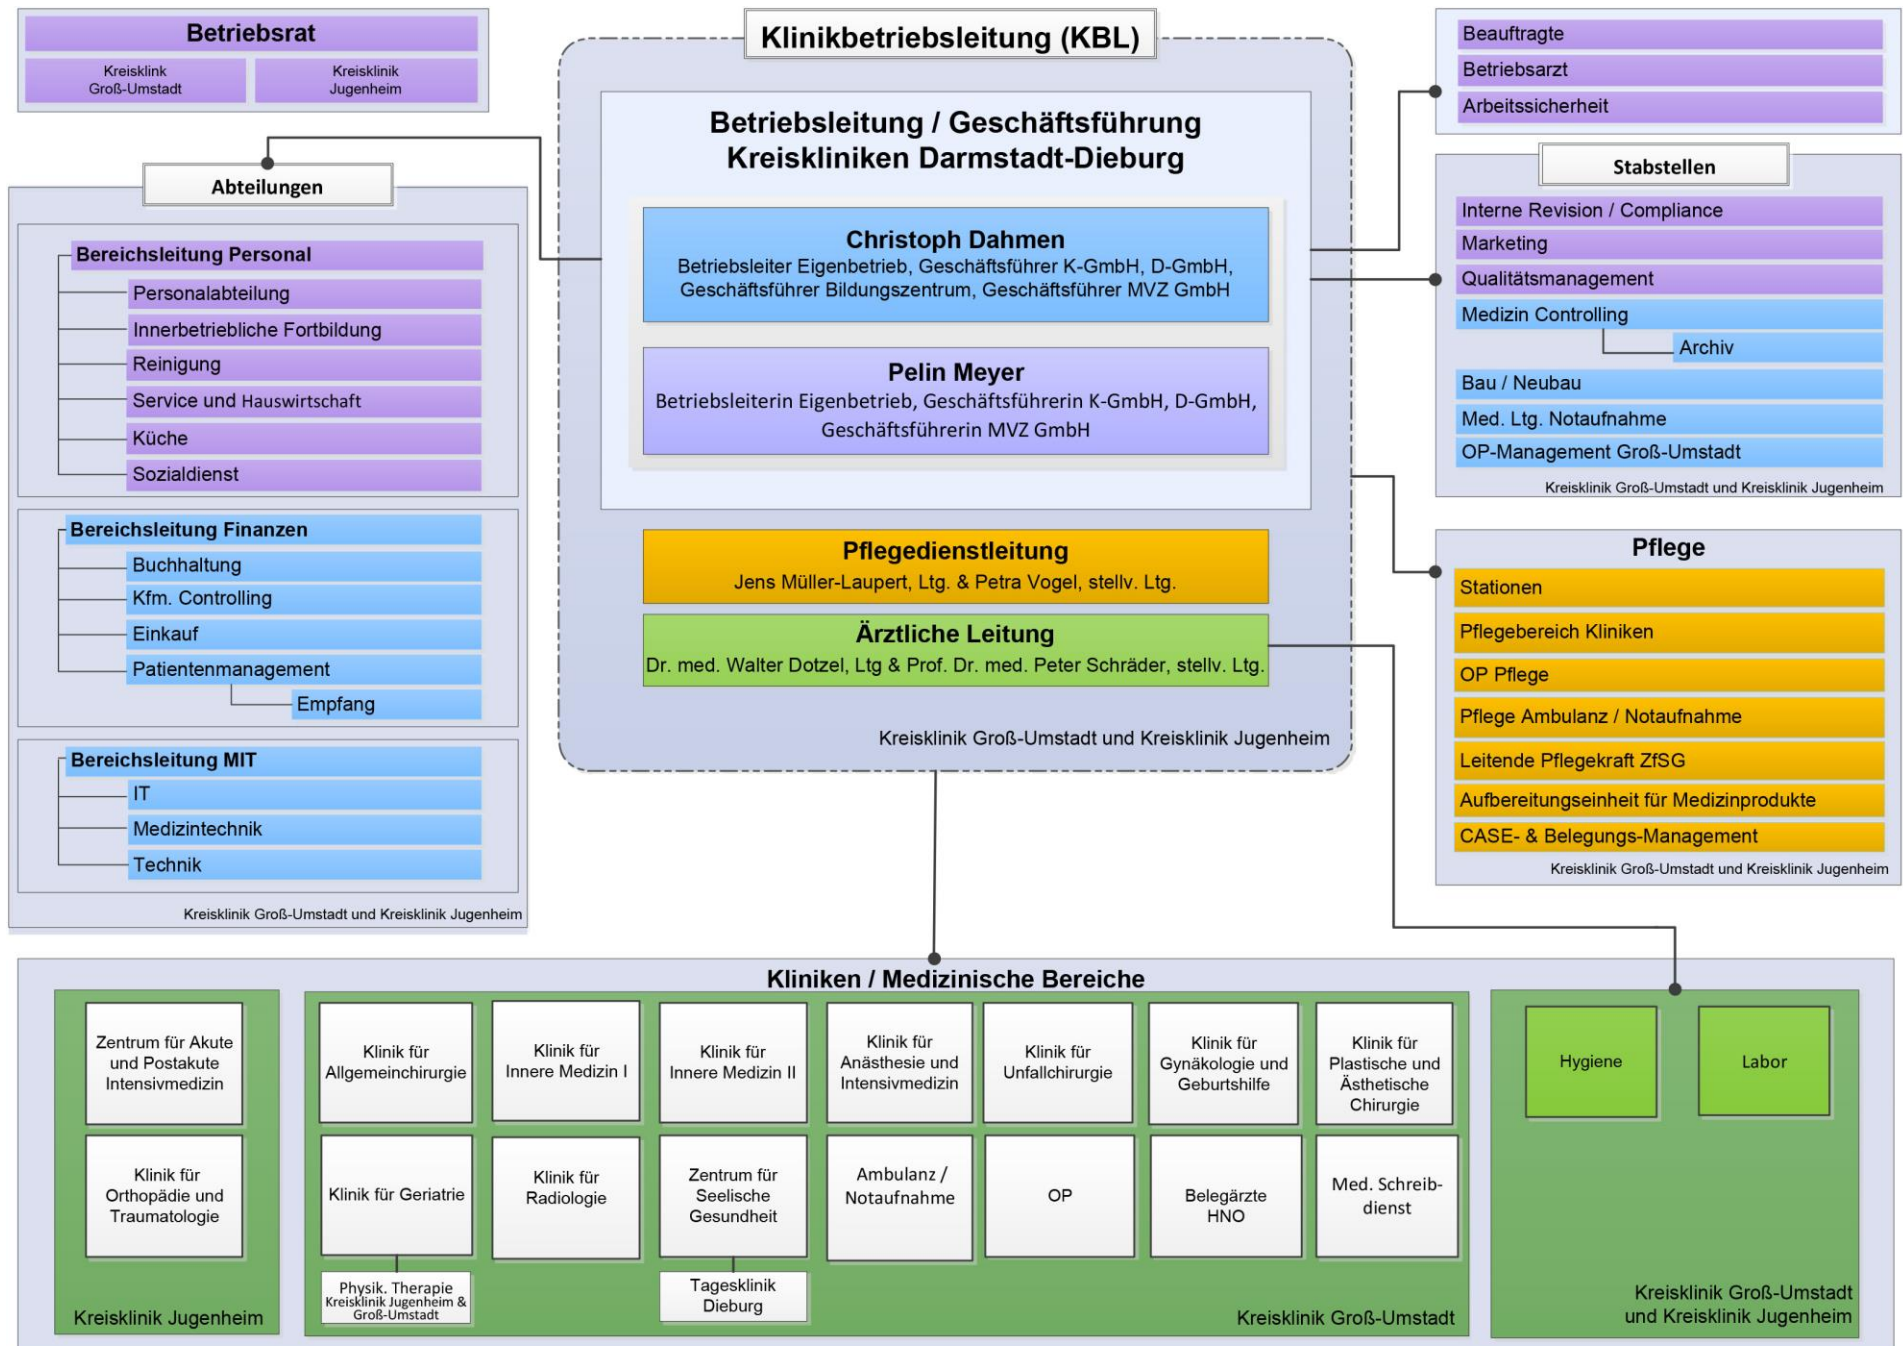 Betriebsrat
Kreisklink
Groß-Umstadt
Kreisklinik
Jugenheim
Klinikbetriebsleitung (KBL)
Betriebsleitung / Geschäftsführung
Kreiskliniken Darmstadt-Dieburg
Christoph Dahmen
Betriebsleiter Eigenbetrieb, Geschäftsführer K-GmbH, D-GmbH,
Geschäftsführer Bildungszentrum, Geschäftsführer MVZ GmbH
Pelin Meyer
Betriebsleiterin Eigenbetrieb, Geschäftsführerin K-GmbH, D-GmbH,
Geschäftsführerin MVZ GmbH
Pflegedienstleitung
Jens Müller-Laupert, Ltg. & Petra Vogel, stellv. Ltg.
Ärztliche Leitung
Dr. med. Walter Dotzel, Ltg & Prof. Dr. med. Peter Schräder, stellv. Ltg.
Kreisklinik Groß-Umstadt und Kreisklinik Jugenheim
Beauftragte
Betriebsarzt
Arbeitssicherheit
Abteilungen
Bereichsleitung Personal
Personalabteilung
Innerbetriebliche Fortbildung
Reinigung
Service und Hauswirtschaft
Küche
Sozialdienst
Bereichsleitung Finanzen
Buchhaltung
Kfm. Controlling
Einkauf
Patientenmanagement
Empfang
Bereichsleitung MIT
IT
Medizintechnik
Technik
Kreisklinik Groß-Umstadt und Kreisklinik Jugenheim
Stabstellen
Interne Revision / Compliance
Marketing
Qualitätsmanagement
Medizin Controlling
Archiv
Bau / Neubau
Med. Ltg. Notaufnahme
OP-Management Groß-Umstadt
Kreisklinik Groß-Umstadt und Kreisklinik Jugenheim
Pflege
Stationen
Pflegebereich Kliniken
OP Pflege
Pflege Ambulanz / Notaufnahme
Leitende Pflegekraft ZfSG
Aufbereitungseinheit für Medizinprodukte
CASE- & Belegungs-Management
Kreisklinik Groß-Umstadt und Kreisklinik Jugenheim
Kliniken / Medizinische Bereiche
Zentrum für Akute
und Postakute
Intensivmedizin
Klinik für
Orthopädie und
Traumatologie
Kreisklinik Jugenheim
Klinik für
Allgemeinchirurgie
Klinik für
Innere Medizin I
Klinik für
Innere Medizin II
Klinik für
Anästhesie und
Intensivmedizin
Klinik für
Unfallchirurgie
Klinik für
Gynäkologie und
Geburtshilfe
Klinik für
Plastische und
Ästhetische
Chirurgie
Klinik für Geriatrie
Klinik für
Radiologie
Zentrum für
Seelische
Gesundheit
Ambulanz /
Notaufnahme
OP
Belegärzte
HNO
Med. Schreib-
dienst
Physik. Therapie
Kreisklinik Jugenheim &
Groß-Umstadt
Tagesklinik
Dieburg
Kreisklinik Groß-Umstadt
Hygiene
Labor
Kreisklinik Groß-Umstadt
und Kreisklinik Jugenheim